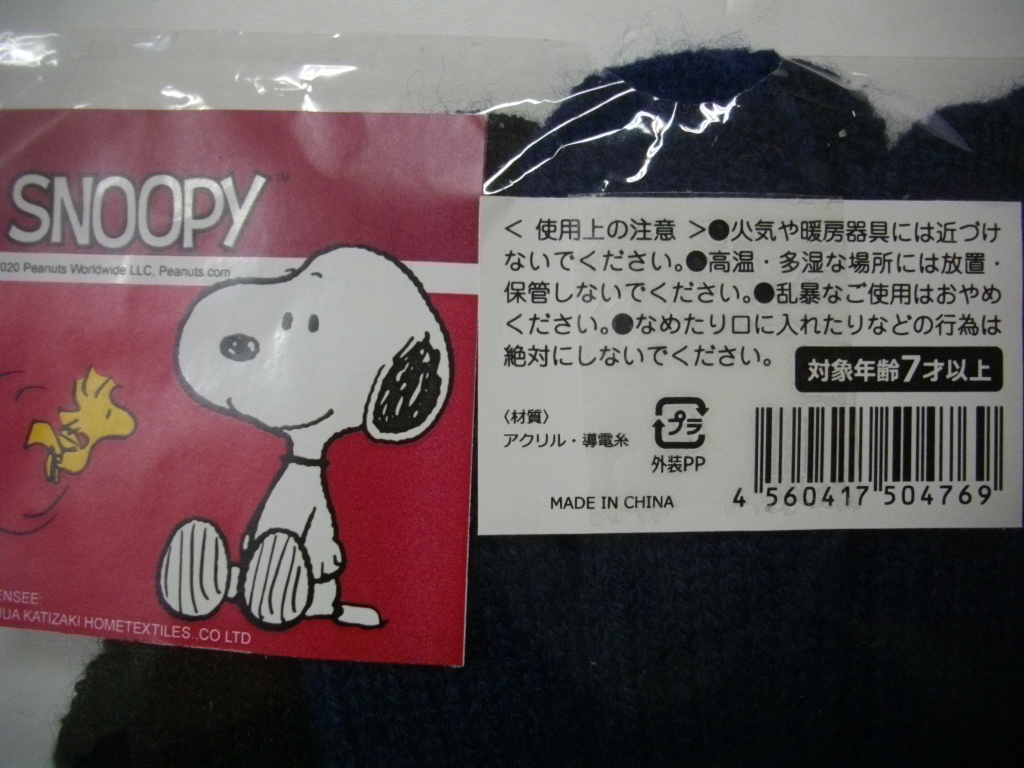 SNOOPY™
020 Peanuts Worldwide LLC, Peanuts.com
ENSEE:
UA KATIZAKI HOMETEXTILES.,CO LTD
< 使用上の注意 >●火気や暖房器具には近づけ
ないでください。●高温・多湿な場所には放置・
保管しないでください。●乱暴なご使用はおやめ
ください。●なめたり口に入れたりなどの行為は
絶対にしないでください。
対象年齢7才以上
〈材質〉
アクリル・導電糸
プラ
外装PP
MADE IN CHINA
4 560417 504769